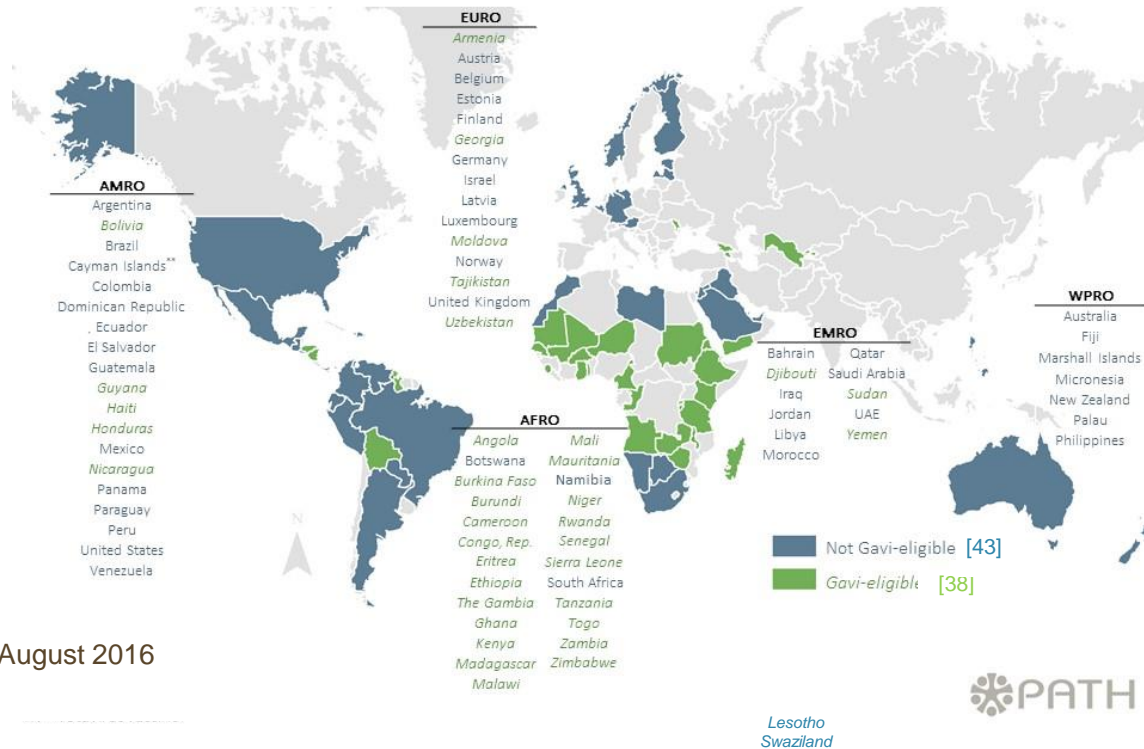 EURO
Armenia
Austria
Belgium
Estonia
Finland
Georgia
Germany
Israel
Latvia
Luxembourg
Moldova
Norway
Tajikistan
United Kingdom
Uzbekistan
AMRO
Argentina
Bolivia
Brazil
Cayman Islands**
Colombia
Dominican Republic
Ecuador
El Salvador
Guatemala
Guyana
Haiti
Honduras
Mexico
Nicaragua
Panama
Paraguay
Peru
United States
Venezuela
AFRO
Angola Mali
Botswana Mauritania
Burkina Faso Namibia
Burundi Niger
Cameroon Rwanda
Congo, Rep. Senegal
Eritrea Sierra Leone
Ethiopia South Africa
The Gambia Tanzania
Ghana Togo
Kenya Zambia
Madagascar Zimbabwe
Malawi
EMRO
Bahrain Qatar
Djibouti Saudi Arabia
Iraq Sudan
Jordan UAE
Libya Yemen
Morocco
WPRO
Australia
Fiji
Marshall Islands
Micronesia
New Zealand
Palau
Philippines
N
Not Gavi-eligible [43]
Gavi-eligible [38]
August 2016
PATH
Lesotho
Swaziland